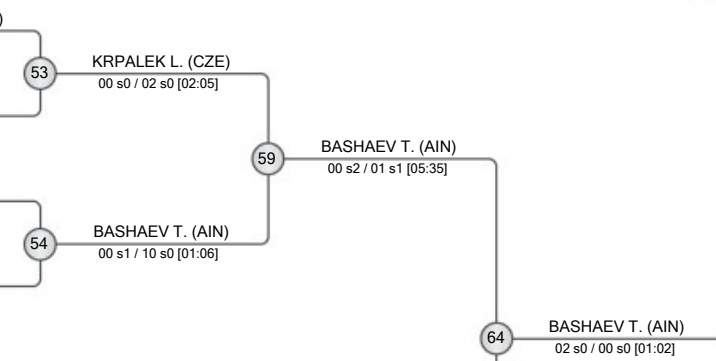 )
53
KRPALEK L. (CZE)
00 s0 / 02 s0 [02:05]
59
BASHAEV T. (AIN)
00 s2 / 01 s1 [05:35]
54
BASHAEV T. (AIN)
00 s1 / 10 s0 [01:06]
64
BASHAEV T. (AIN)
02 s0 / 00 s0 [01:02]